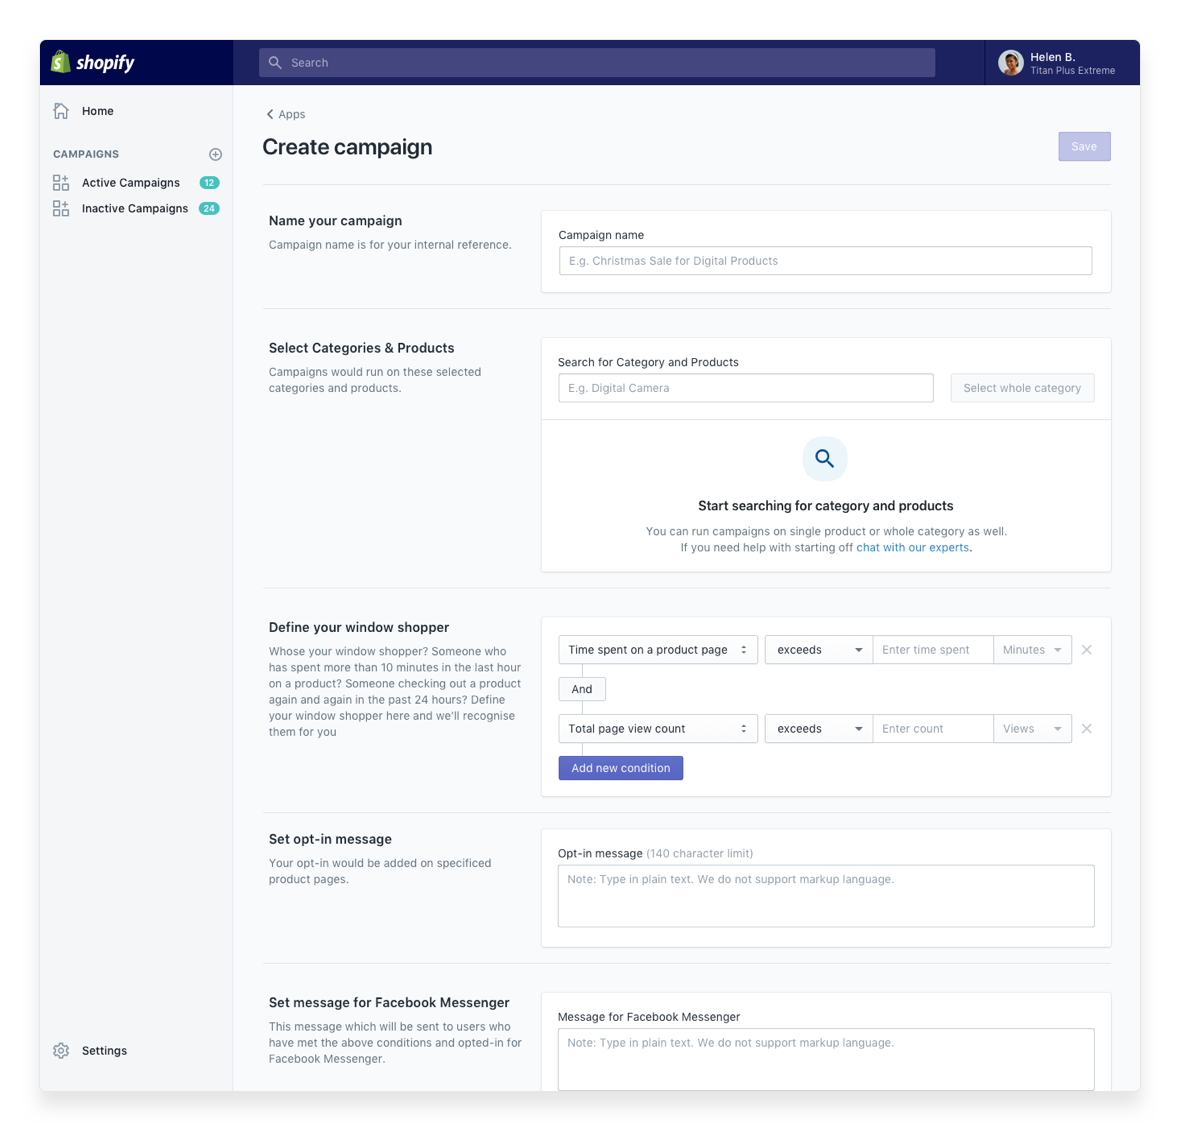 shopify
Search
Helen B.
Titan Plus Extreme
Home
CAMPAIGNS
Active Campaigns 12
Inactive Campaigns 24
Settings
Apps
Create campaign
Save
Name your campaign
Campaign name is for your internal reference.
Campaign name
E.g. Christmas Sale for Digital Products
Select Categories & Products
Campaigns would run on these selected
categories and products.
Search for Category and Products
E.g. Digital Camera
Select whole category
Start searching for category and products
You can run campaigns on single product or whole category as well.
If you need help with starting off chat with our experts.
Define your window shopper
Whose your window shopper? Someone who
has spent more than 10 minutes in the last hour
on a product? Someone checking out a product
again and again in the past 24 hours? Define
your window shopper here and we'll recognise
them for you
Time spent on a product page exceeds Enter time spent Minutes
And
Total page view count exceeds Enter count Views
Add new condition
Set opt-in message
Your opt-in would be added on specificed
product pages.
Opt-in message (140 character limit)
Note: Type in plain text. We do not support markup language.
Set message for Facebook Messenger
This message which will be sent to users who
have met the above conditions and opted-in for
Facebook Messenger.
Message for Facebook Messenger
Note: Type in plain text. We do not support markup language.